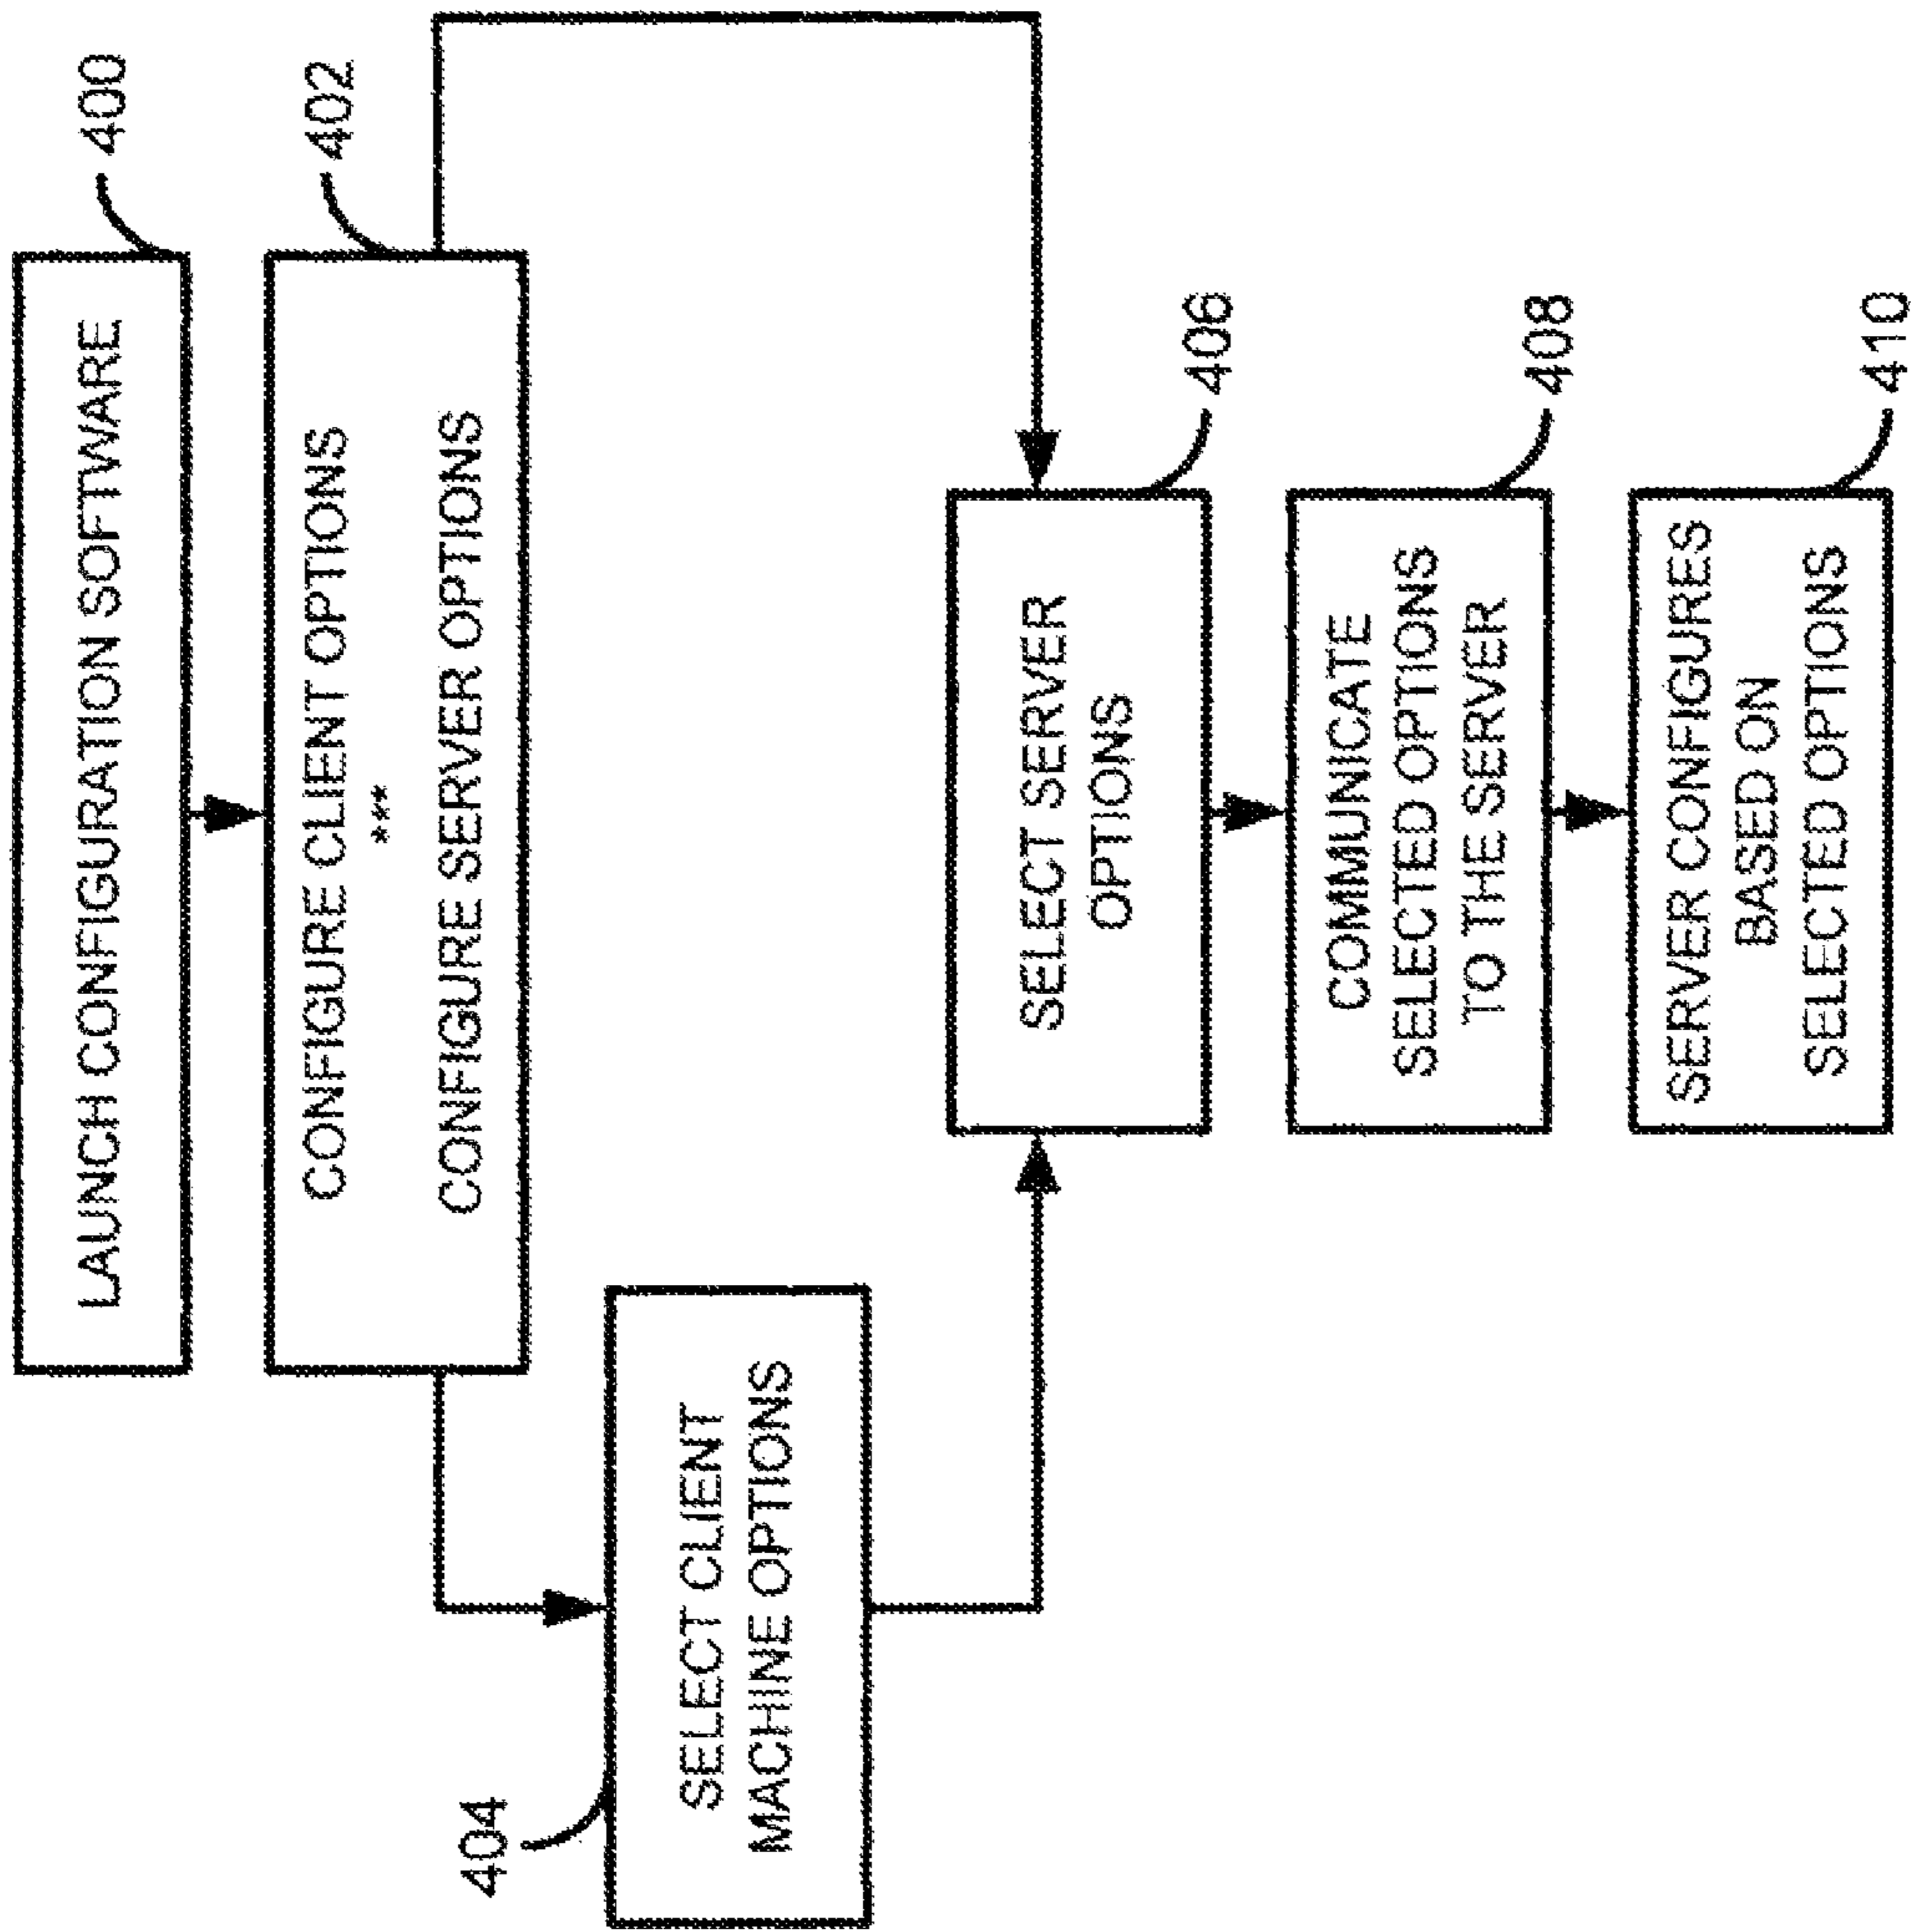 LAUNCH CONFIGURATION SOFTWARE
400
CONFIGURE CLIENT OPTIONS
***
CONFIGURE SERVER OPTIONS
402
404
SELECT CLIENT
MACHINE OPTIONS
SELECT SERVER
OPTIONS
406
COMMUNICATE
SELECTED OPTIONS
TO THE SERVER
408
SERVER CONFIGURES
BASED ON
SELECTED OPTIONS
410